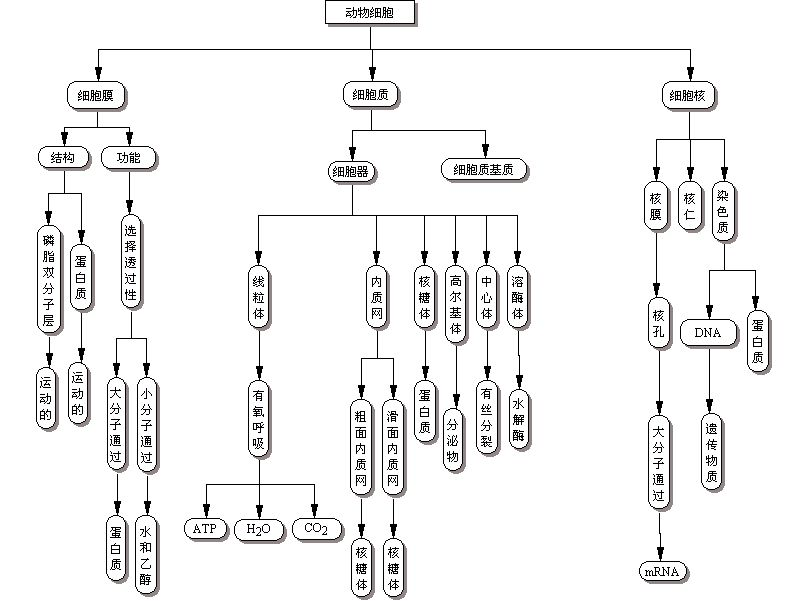 动物细胞
细胞膜
细胞质
细胞核
结构
功能
细胞器
细胞质基质
核膜
核仁
染色质
磷脂双分子层
蛋白质
选择透过性
线粒体
内质网
核糖体
高尔基体
中心体
溶酶体
核孔
DNA
蛋白质
运动的
运动的
大分子通过
小分子通过
有氧呼吸
粗面内质网
滑面内质网
蛋白质
分泌物
有丝分裂
水解酶
大分子通过
遗传物质
蛋白质
水和乙醇
ATP
H2O
CO2
核糖体
核糖体
mRNA